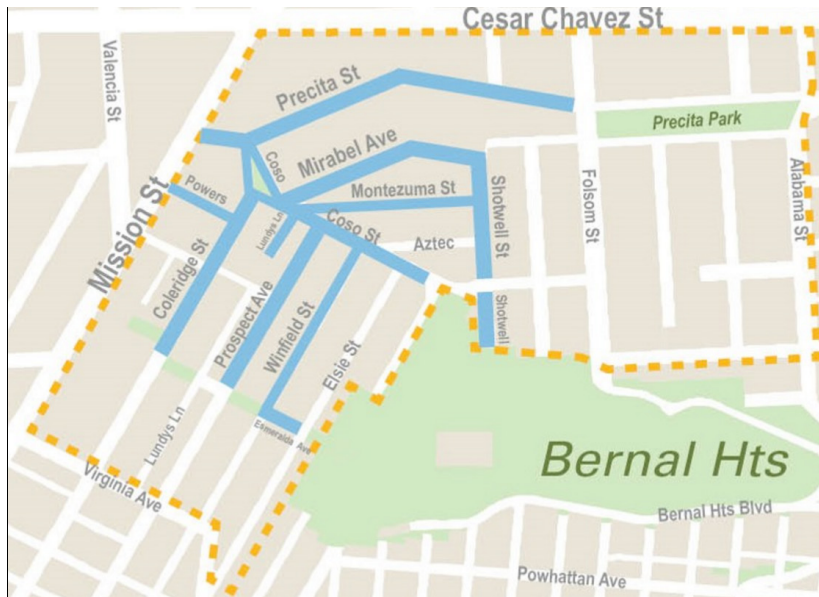 Cesar Chavez St
Valencia St
Precita St
Precita Park
Mirabel Ave
Coso
Alabama St
Powers
Montezuma St
Folsom St
Mission St
Lundys Ln
Coso St
Shotwell St
Aztec
Coleridge St
Prospect Ave
Winfield St
Shotwell
Elsie St
Lundys Ln
Esmeralda Ave
Bernal Hts
Virginia Ave
Bernal Hts Blvd
Powhattan Ave